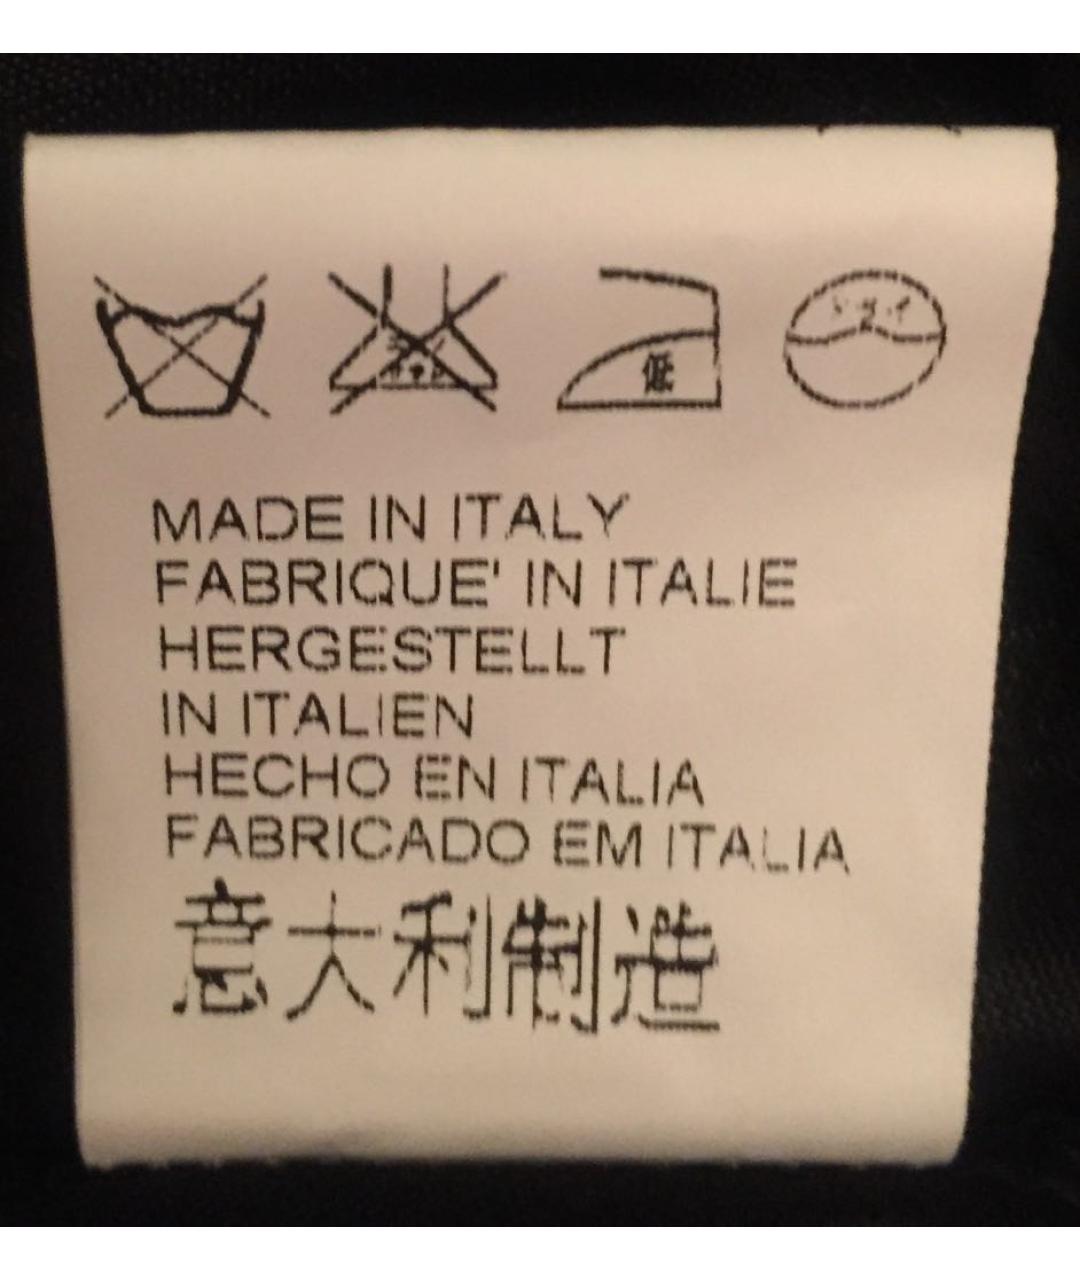 低
MADE IN ITALY
FABRIQUE' IN ITALIE
HERGESTELLT
IN ITALIEN
HECHO EN ITALIA
FABRICADO EM ITALIA
意大利制造